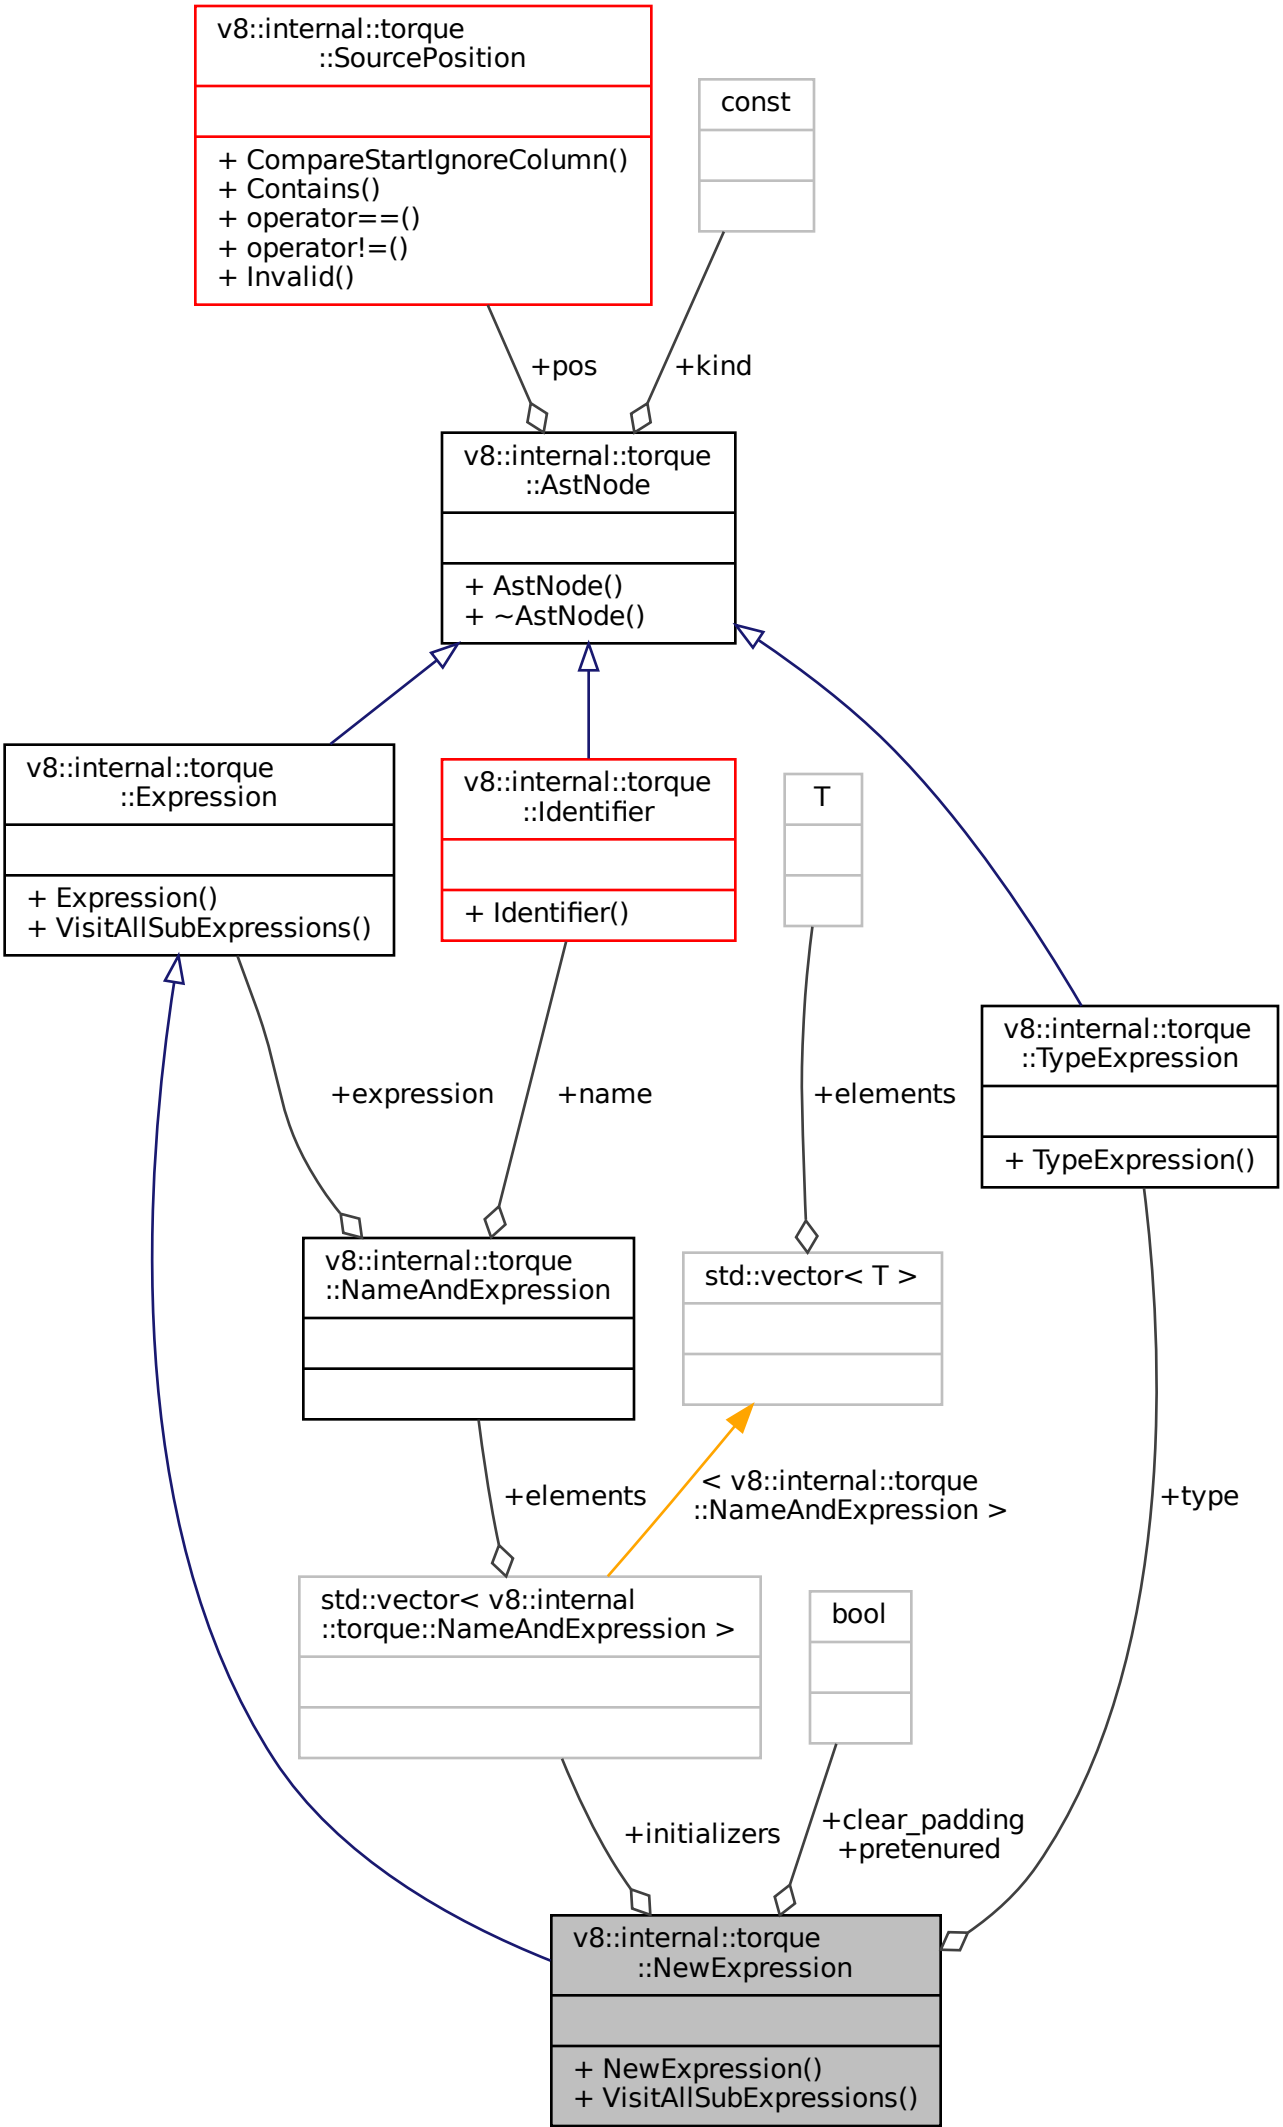 v8::internal::torque
::SourcePosition
+ CompareStartIgnoreColumn()
+ Contains()
+ operator==()
+ operator!=()
+ Invalid()
const
+pos
+kind
v8::internal::torque
::AstNode
+ AstNode()
+ ~AstNode()
v8::internal::torque
::Expression
+ Expression()
+ VisitAllSubExpressions()
v8::internal::torque
::Identifier
+ Identifier()
T
v8::internal::torque
::TypeExpression
+ TypeExpression()
+expression
+name
+elements
v8::internal::torque
::NameAndExpression
std::vector< T >
+elements
< v8::internal::torque
::NameAndExpression >
+type
std::vector< v8::internal
::torque::NameAndExpression >
bool
+initializers
+clear_padding
+pretenured
v8::internal::torque
::NewExpression
+ NewExpression()
+ VisitAllSubExpressions()